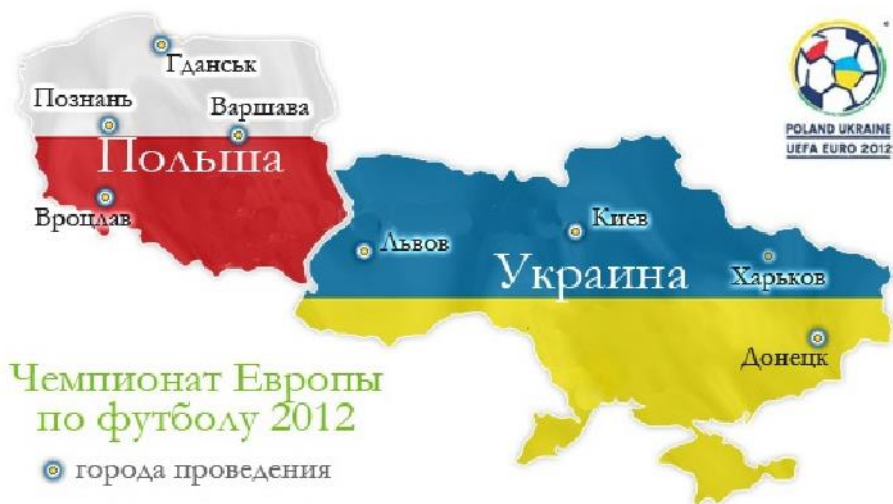 Гданськ
Познань
Варшава
Польша
Вроцлав
POLAND UKRAINE
UEFA EURO 2012
Львов
Киев
Украина
Харьков
Донецк
Чемпионат Европы
по футболу 2012
города проведения